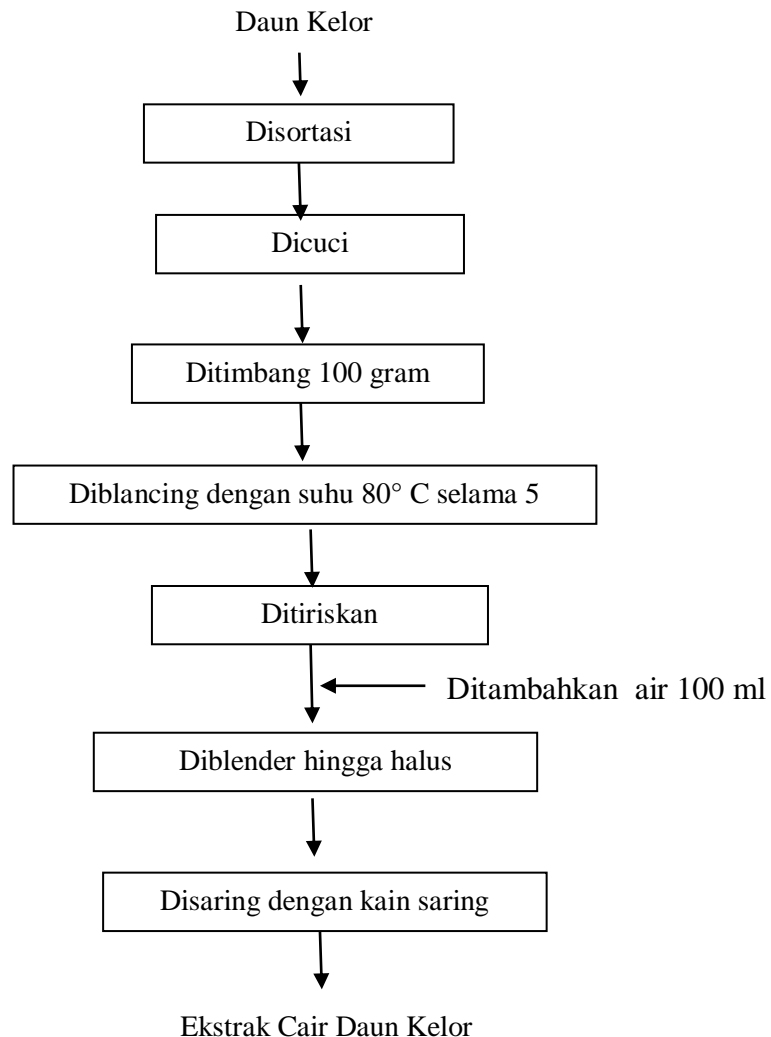 Daun Kelor
Disortasi
Dicuci
Ditimbang 100 gram
Diblancing dengan suhu 80° C selama 5
Ditiriskan
Ditambahkan air 100 ml
Diblender hingga halus
Disaring dengan kain saring
Ekstrak Cair Daun Kelor